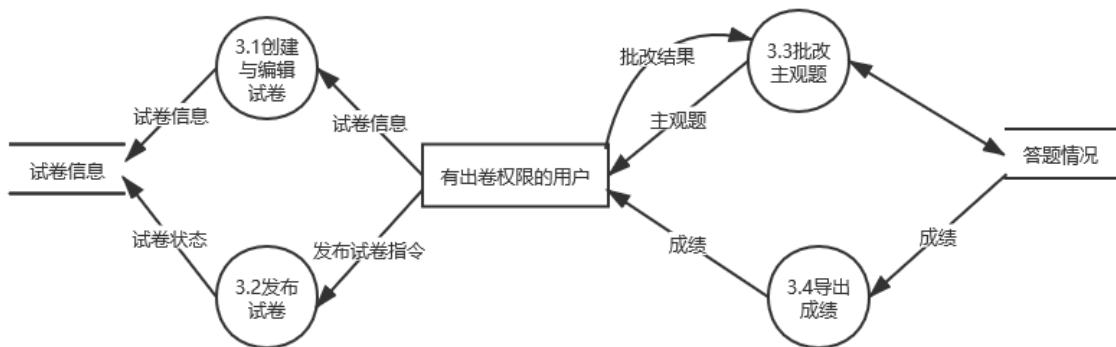 3.1创建
与编辑
试卷
试卷信息
试卷信息
试卷信息
有出卷权限的用户
试卷状态
发布试卷指令
3.2发布
试卷
批改结果
3.3批改
主观题
主观题
答题情况
成绩
成绩
3.4导出
成绩